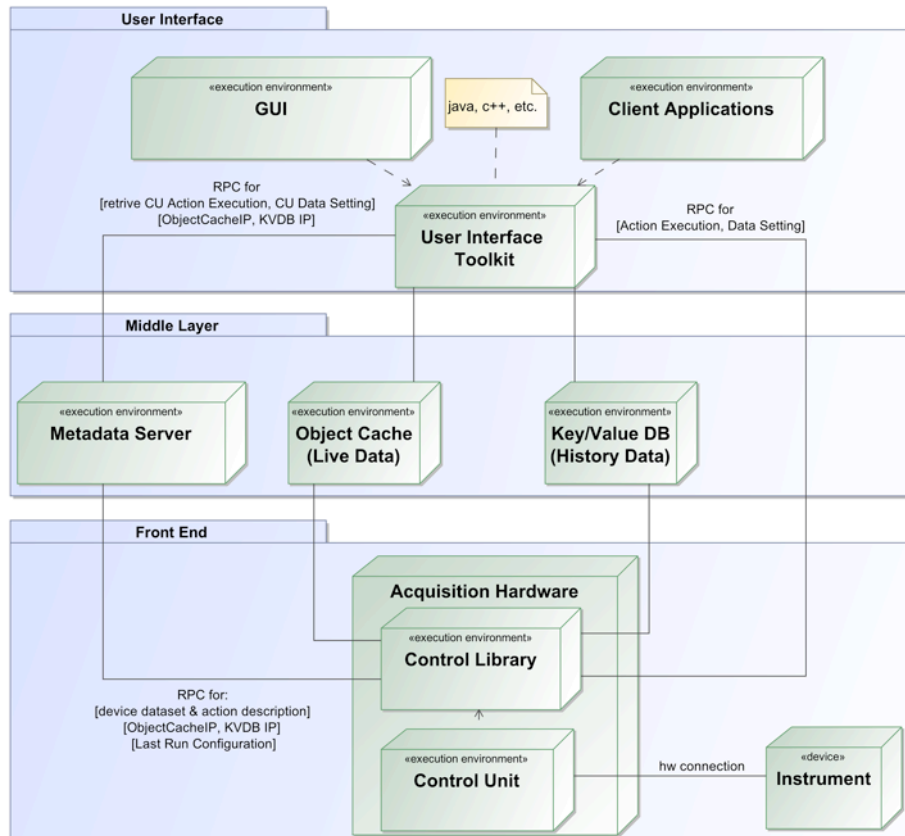 User Interface
«execution environment»
GUI
java, c++, etc.
«execution environment»
Client Applications
RPC for
[retrive CU Action Execution, CU Data Setting]
[ObjectCacheIP, KVDB IP]
«execution environment»
User Interface
Toolkit
RPC for
[Action Execution, Data Setting]
Middle Layer
«execution environment»
Metadata Server
«execution environment»
Object Cache
(Live Data)
«execution environment»
Key/Value DB
(History Data)
Front End
Acquisition Hardware
«execution environment»
Control Library
RPC for:
[device dataset & action description]
[ObjectCacheIP, KVDB IP]
[Last Run Configuration]
«execution environment»
Control Unit
hw connection
«device»
Instrument